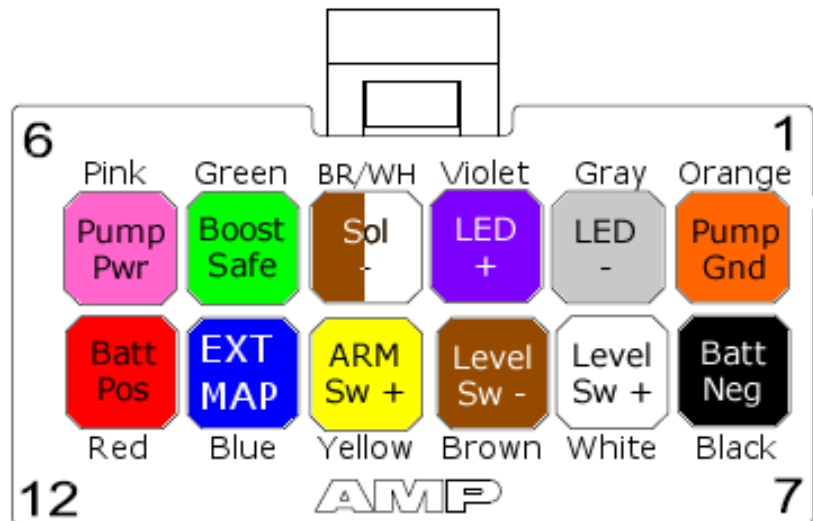 6 1
Pink Green BR/WH Violet Gray Orange
Pump Boost Sol LED LED Pump
Pwr Safe - + - Gnd
Batt EXT ARM Level Level Batt
Pos MAP Sw + Sw - Sw + Neg
Red Blue Yellow Brown White Black
12 AMP 7